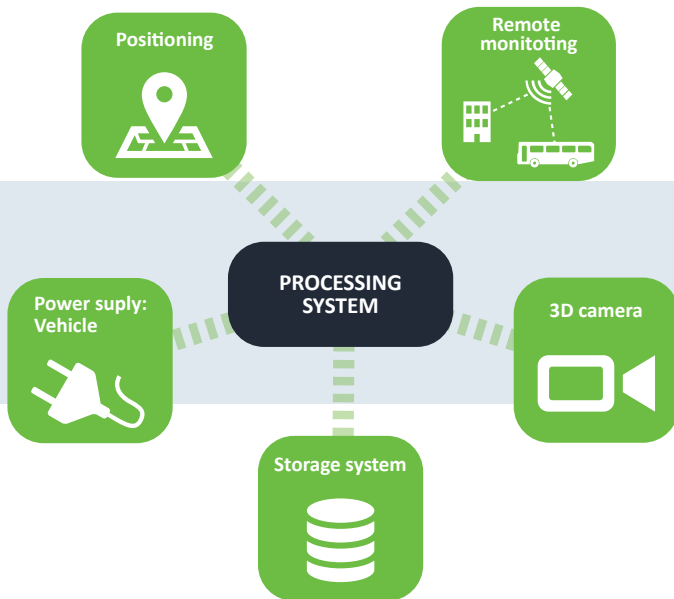 Positioning
Remote
monitoting
PROCESSING
SYSTEM
Power suply:
Vehicle
3D camera
Storage system